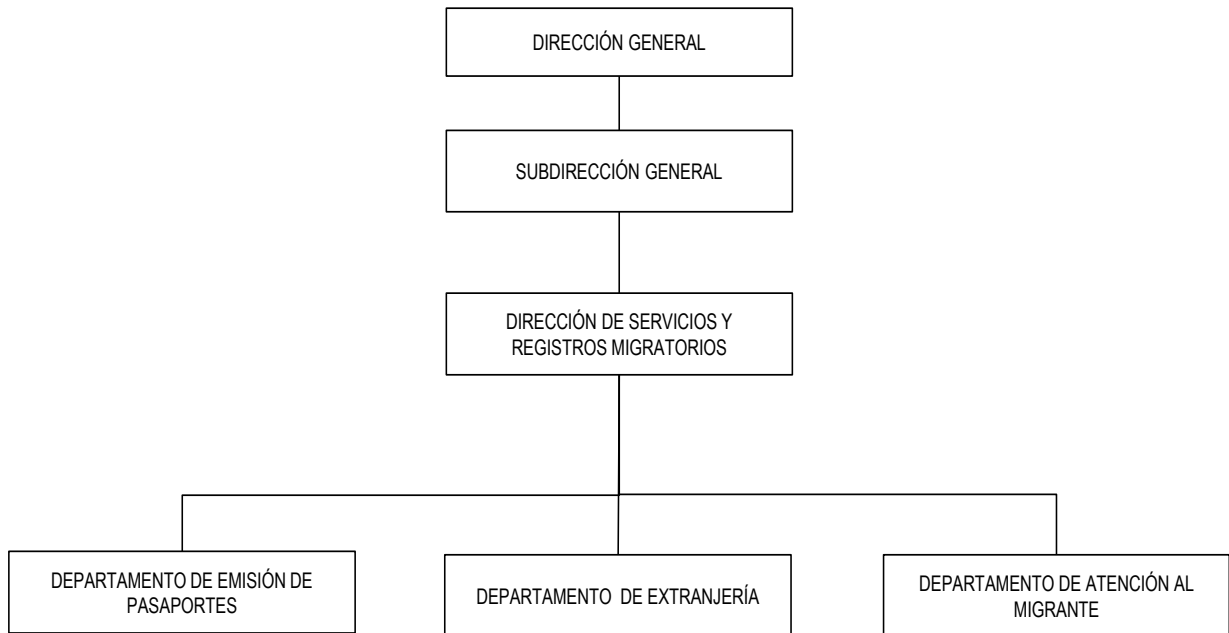 DIRECCIÓN GENERAL
SUBDIRECCIÓN GENERAL
DIRECCIÓN DE SERVICIOS Y
REGISTROS MIGRATORIOS
DEPARTAMENTO DE EMISIÓN DE
PASAPORTES
DEPARTAMENTO DE EXTRANJERÍA
DEPARTAMENTO DE ATENCIÓN AL
MIGRANTE